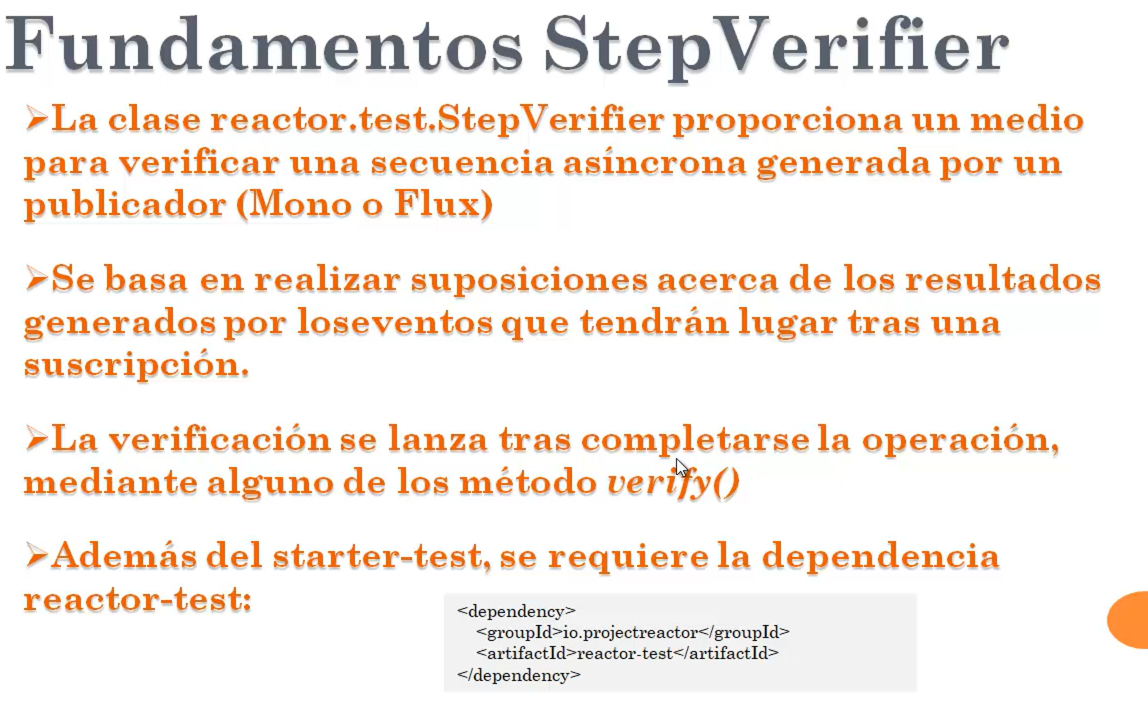 Fundamentos StepVerifier
➢La clase reactor.test.StepVerifier proporciona un medio
para verificar una secuencia asíncrona generada por un
publicador (Mono o Flux)
➢Se basa en realizar suposiciones acerca de los resultados
generados por loseventos que tendrán lugar tras una
suscripción.
➢La verificación se lanza tras completarse la operación,
mediante alguno de los método verify()
➢Además del starter-test, se requiere la dependencia
reactor-test:
<dependency>
<groupId>io.projectreactor</groupId>
<artifactId>reactor-test</artifactId>
</dependency>